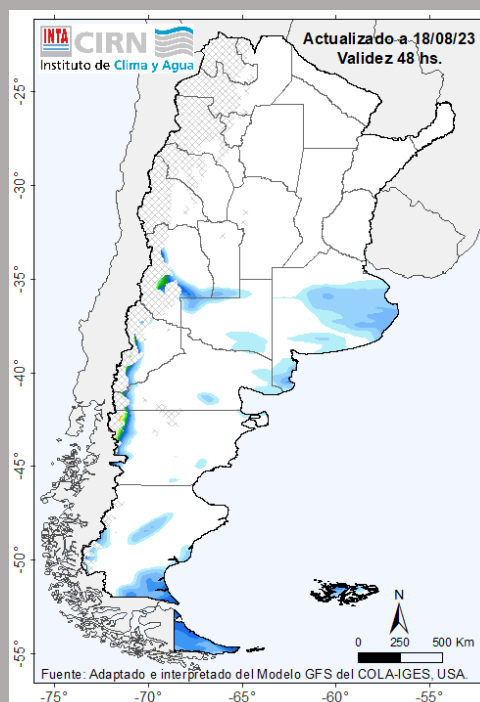 INTA CIRN
Instituto de Clima y Agua
Actualizado a 18/08/23
Validez 48 hs.
-25°
-30°
-35°
-40°
-45°
-50°
-55°
N
0 250 500 Km
Fuente: Adaptado e interpretado del Modelo GFS del COLA-IGES, USA.
-75° -70° -65° -60° -55°